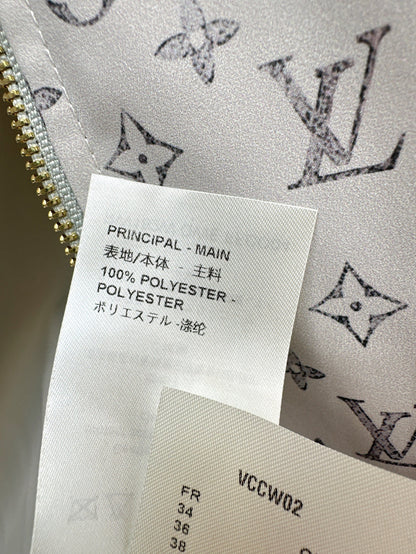 LV
PRINCIPAL - MAIN
表地/本体 - 主料
100% POLYESTER -
POLYESTER
ポリエステル -涤纶
VCCW02
FR
34
36
38